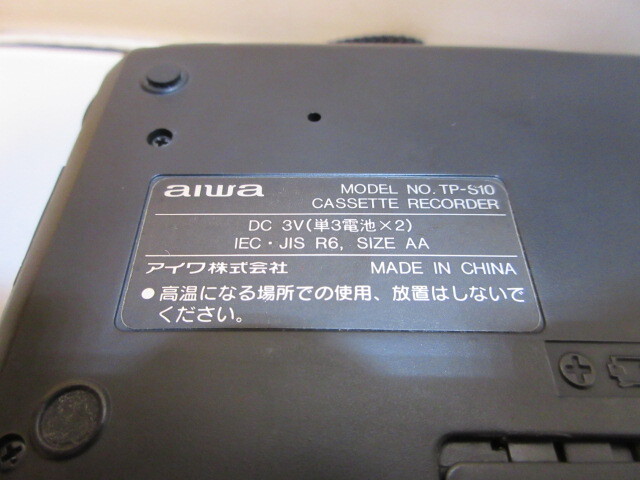 aiwa
MODEL NO. TP-S10
CASSETTE RECORDER
DC 3V(単3電池×2)
IEC・JIS R6, SIZE AA
アイワ株式会社 MADE IN CHINA
●高温になる場所での使用、放置はしないで
ください。